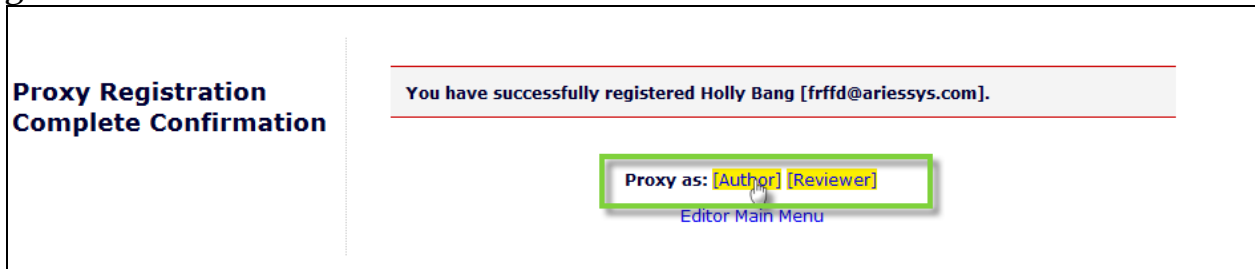 Proxy Registration
Complete Confirmation
You have successfully registered Holly Bang [frffd@ariessys.com].
Proxy as: [Author] [Reviewer]
Editor Main Menu